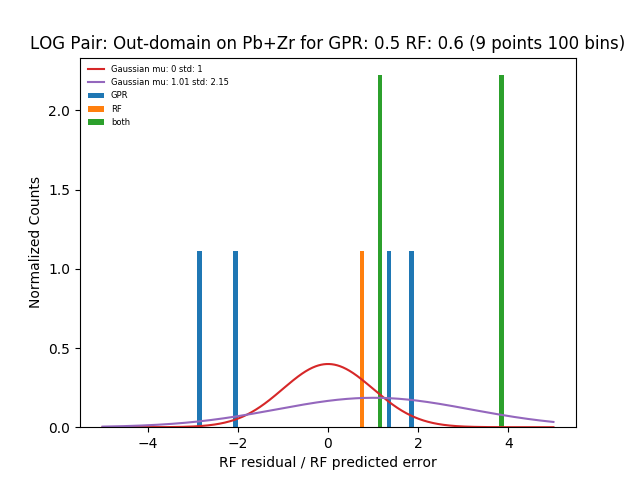 LOG Pair: Out-domain on Pb+Zr for GPR: 0.5 RF: 0.6 (9 points 100 bins)
Gaussian mu: 0 std: 1
Gaussian mu: 1.01 std: 2.15
GPR
RF
both
Normalized Counts
2.0
1.5
1.0
0.5
0.0
−4 −2 0 2 4
RF residual / RF predicted error